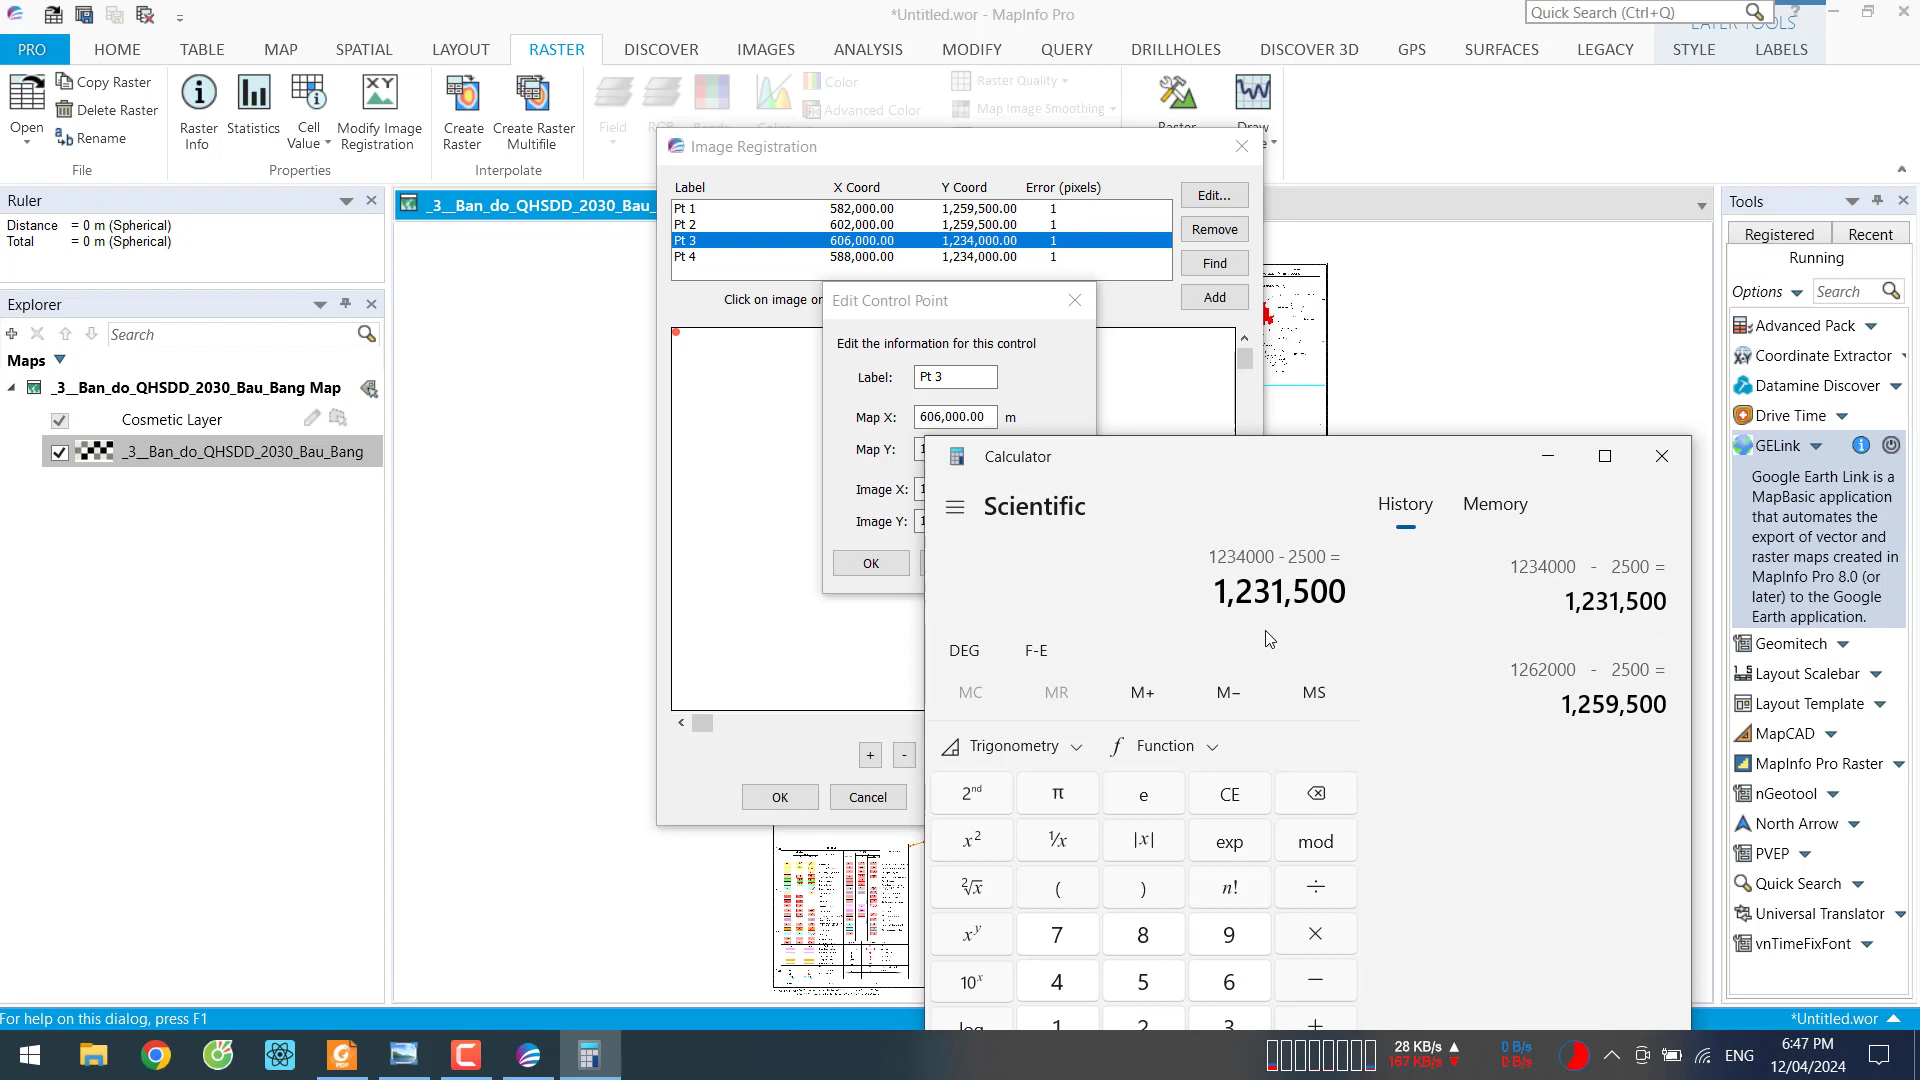 *Untitled.wor - MapInfo Pro
Quick Search (Ctrl+Q)
PRO HOME TABLE MAP SPATIAL LAYOUT RASTER DISCOVER IMAGES ANALYSIS MODIFY QUERY DRILLHOLES DISCOVER 3D GPS SURFACES LEGACY STYLE LABELS
LAYER TOOLS
Open
Copy Raster
Delete Raster
Rename
File
Raster Info
Statistics
Cell Value
Modify Image Registration
Properties
Create Raster
Create Raster Multifile
Interpolate
Field
Color
Advanced Color
Raster Quality
Map Image Smoothing
Ruler
Distance = 0 m (Spherical)
Total = 0 m (Spherical)
Explorer
Search
Maps
_3__Ban_do_QHSDD_2030_Bau_Bang Map
Cosmetic Layer
_3__Ban_do_QHSDD_2030_Bau_Bang
_3__Ban_do_QHSDD_2030_Bau_
Image Registration
Label X Coord Y Coord Error (pixels)
Pt 1 582,000.00 1,259,500.00 1
Pt 2 602,000.00 1,259,500.00 1
Pt 3 606,000.00 1,234,000.00 1
Pt 4 588,000.00 1,234,000.00 1
Edit...
Remove
Find
Add
Click on image or
+ -
OK Cancel
Edit Control Point
Edit the information for this control
Label: Pt 3
Map X: 606,000.00 m
Map Y: 1
Image X: 1
Image Y: 1
OK
Calculator
Scientific
History Memory
1234000 - 2500 =
1,231,500
1234000 - 2500 =
1,231,500
1262000 - 2500 =
1,259,500
DEG F-E
MC MR M+ M− MS
Trigonometry Function
2nd π e CE
x2 1/x |x| exp mod
2√x ( ) n! ÷
xy 7 8 9 ×
10x 4 5 6 −
log 1 2 3 +
Tools
Registered Recent
Running
Options Search
Advanced Pack
Coordinate Extractor
Datamine Discover
Drive Time
GELink
Google Earth Link is a
MapBasic application
that automates the
export of vector and
raster maps created in
MapInfo Pro 8.0 (or
later) to the Google
Earth application.
Geomitech
Layout Scalebar
Layout Template
MapCAD
MapInfo Pro Raster
nGeotool
North Arrow
PVEP
Quick Search
Universal Translator
vnTimeFixFont
For help on this dialog, press F1
*Untitled.wor
28 KB/s
167 KB/s
0 B/s
0 B/s
ENG
6:47 PM
12/04/2024